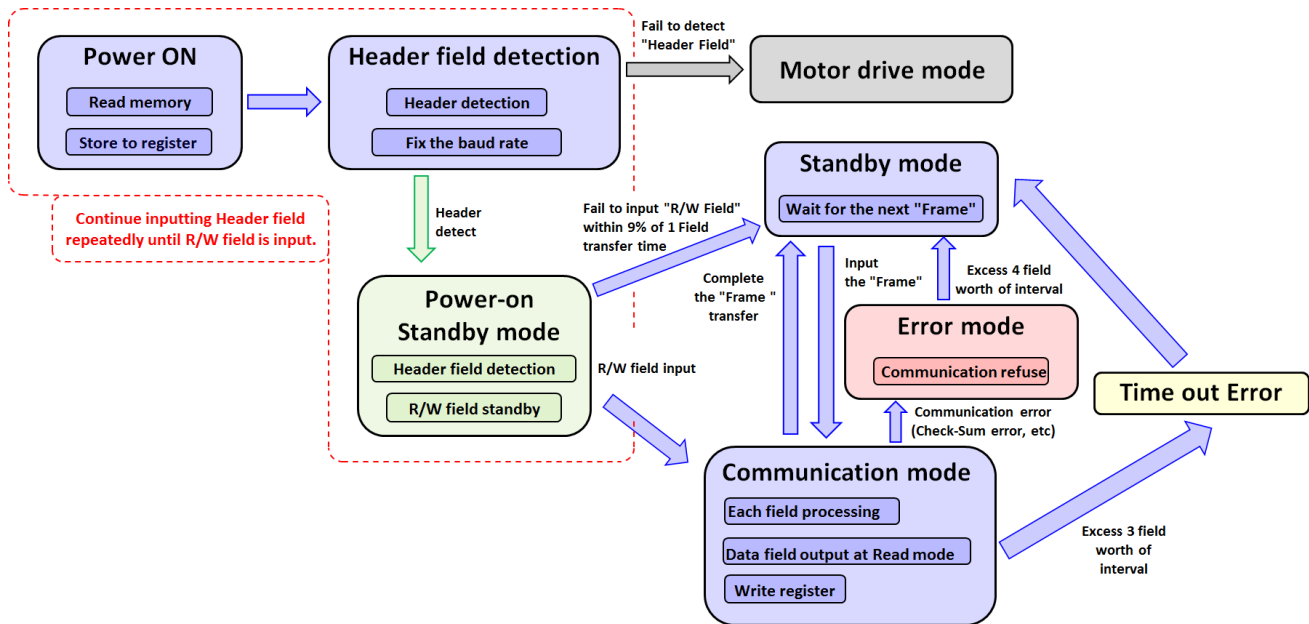 Power ON
Read memory
Store to register
Header field detection
Header detection
Fix the baud rate
Fail to detect
"Header Field"
Motor drive mode
Continue inputting Header field
repeatedly until R/W field is input.
Header
detect
Fail to input "R/W Field"
within 9% of 1 Field
transfer time
Standby mode
Wait for the next "Frame"
Power-on
Standby mode
Header field detection
R/W field standby
R/W field input
Complete
the "Frame "
transfer
Input
the "Frame"
Excess 4 field
worth of interval
Error mode
Communication refuse
Communication error
(Check-Sum error, etc)
Time out Error
Communication mode
Each field processing
Data field output at Read mode
Write register
Excess 3 field
worth of
interval